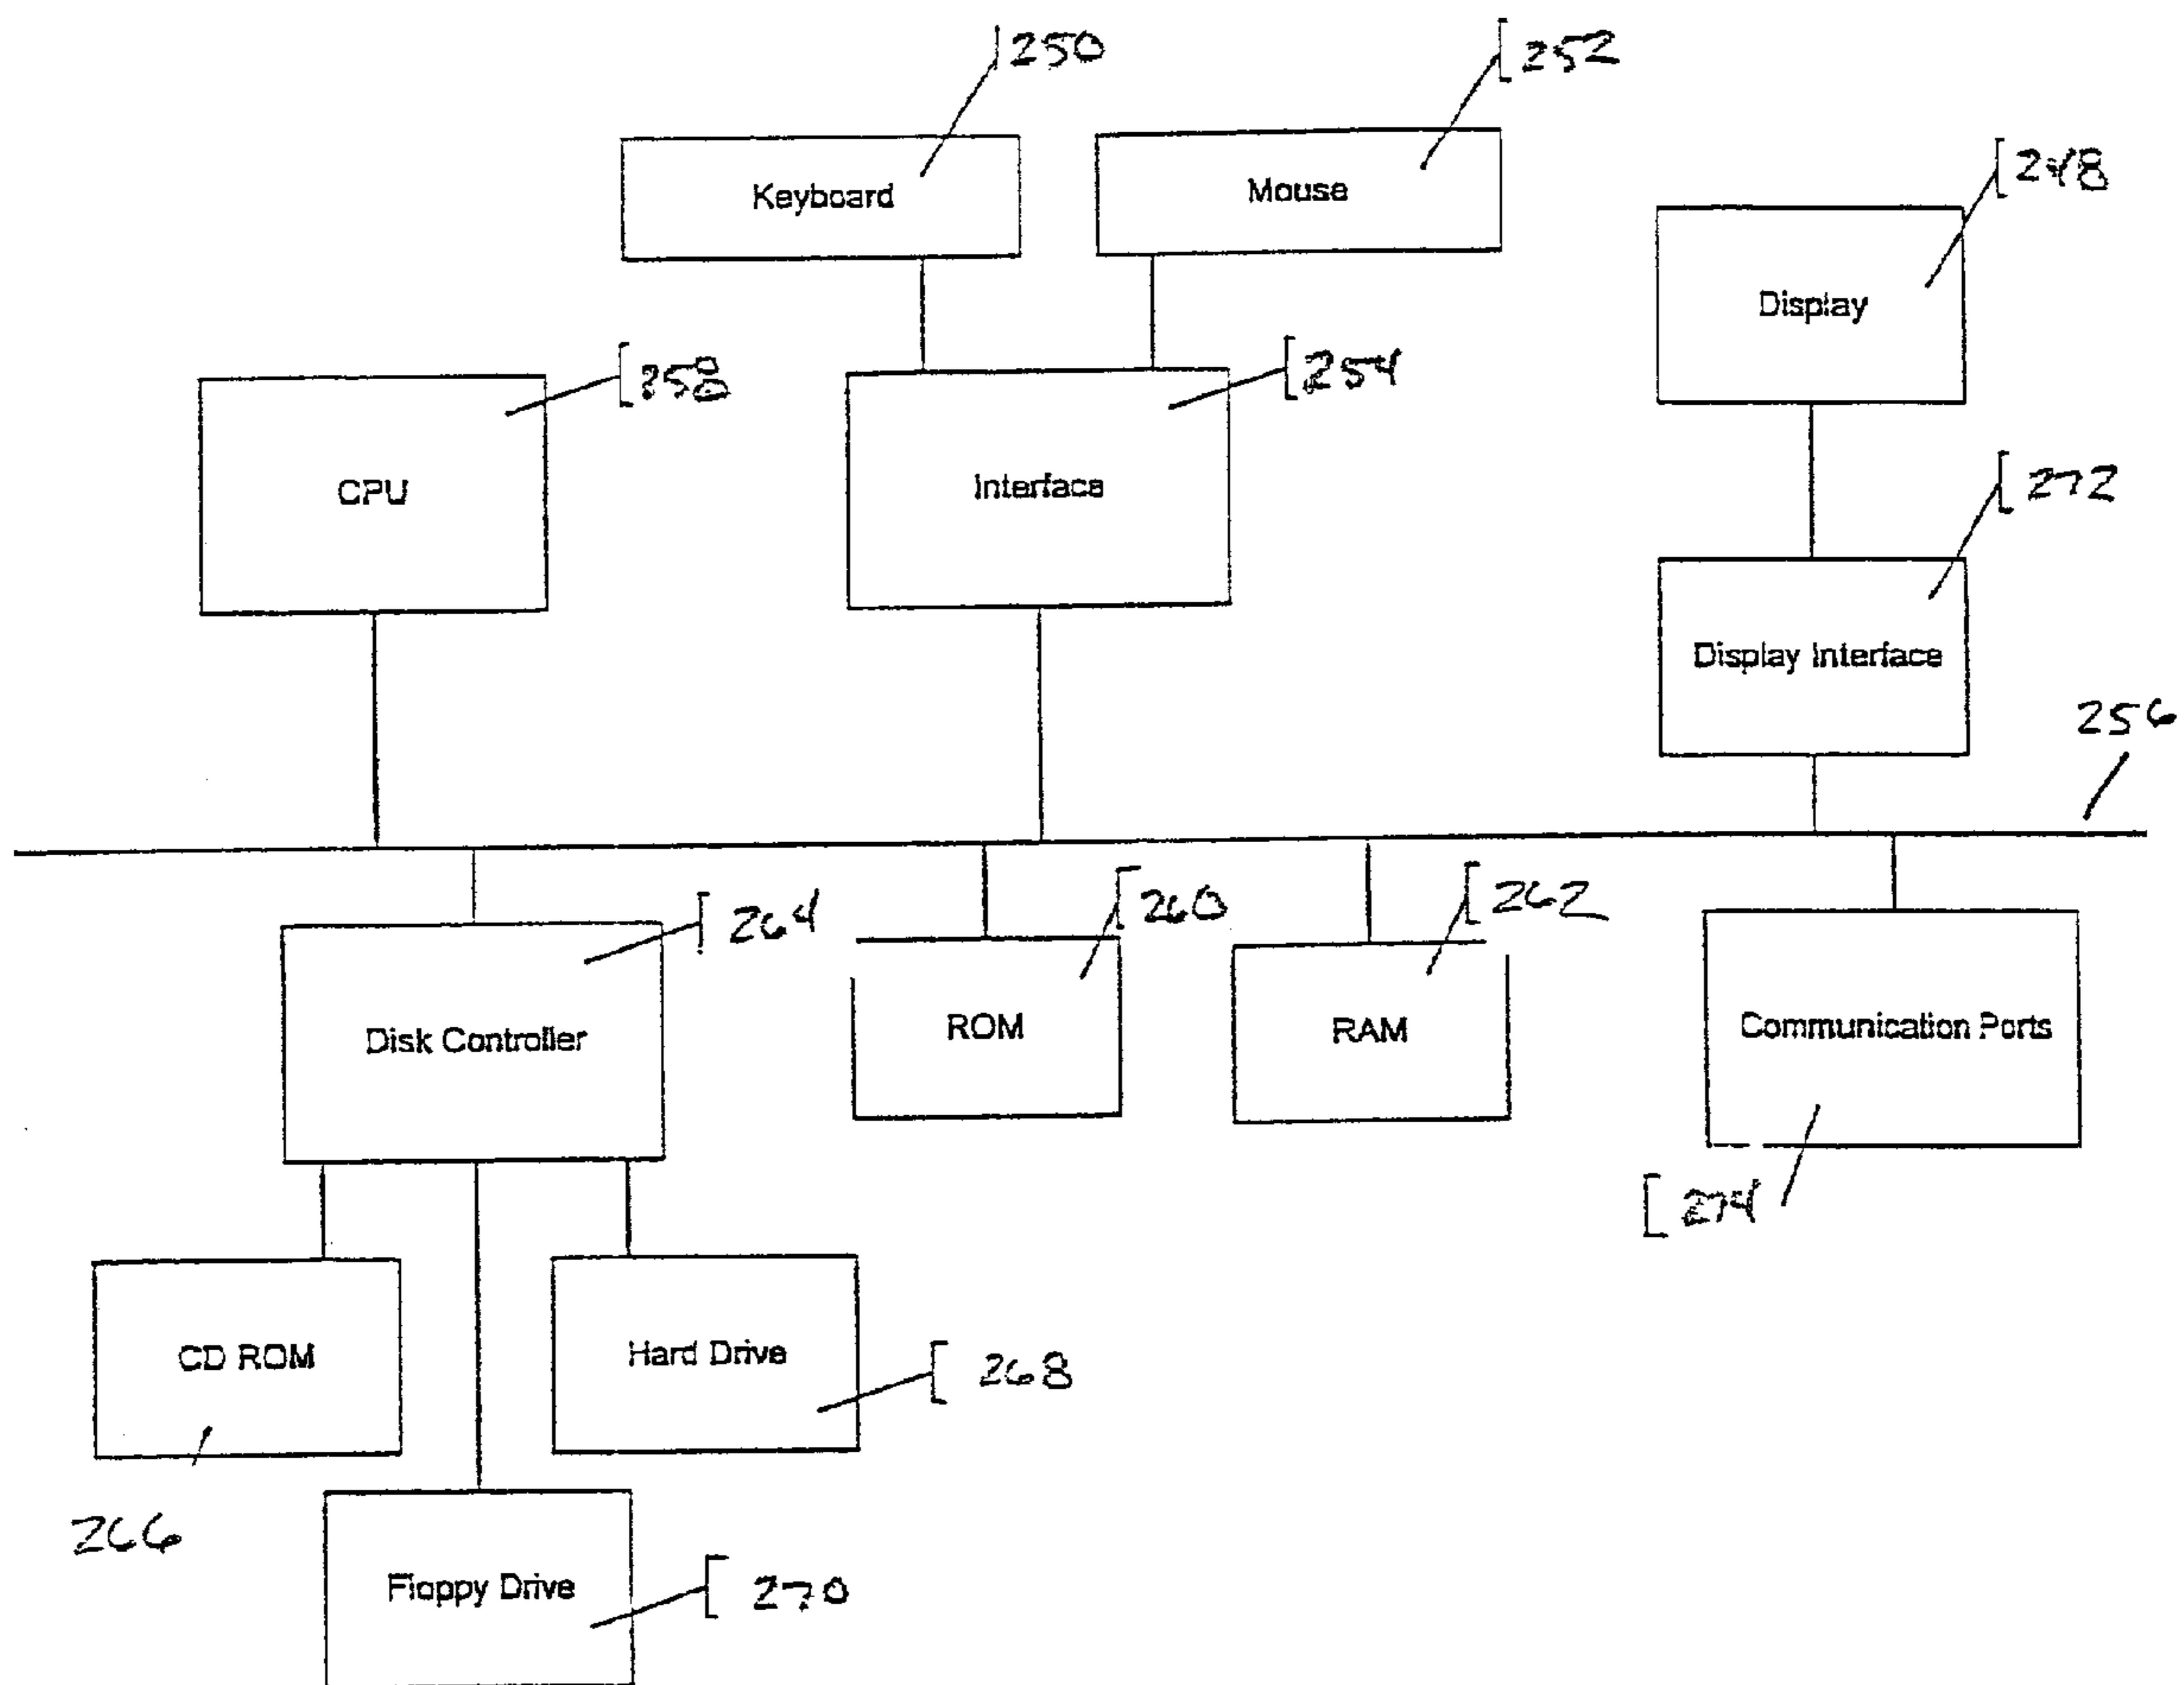 250
252
Keyboard
Mouse
248
Display
258
254
CPU
Interface
272
Display Interface
256
264
260
262
Disk Controller
ROM
RAM
Communication Ports
274
CD ROM
Hard Drive
268
266
Floppy Drive
270